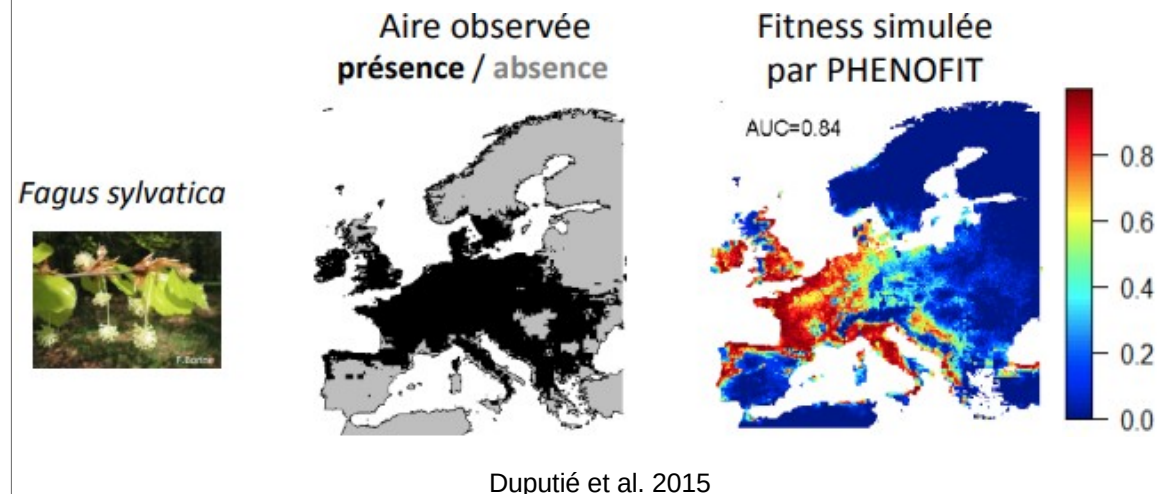 Aire observée
présence / absence
Fitness simulée
par PHENOFIT
AUC=0.84
0.8
0.6
0.4
0.2
0.0
Fagus sylvatica
Duputié et al. 2015